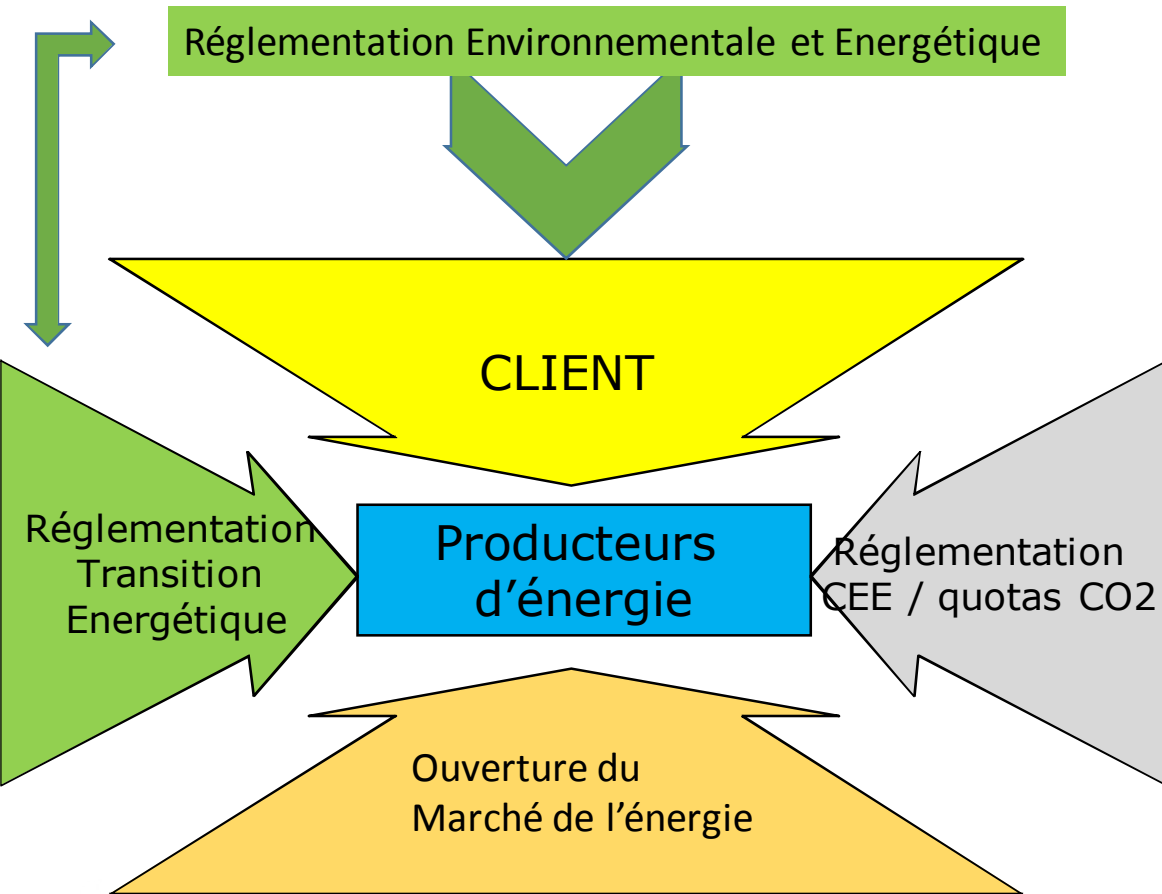 Réglementation Environnementale et Energétique
CLIENT
Réglementation
Transition
Energétique
Producteurs
d’énergie
Réglementation
CEE / quotas CO2
Ouverture du
Marché de l’énergie